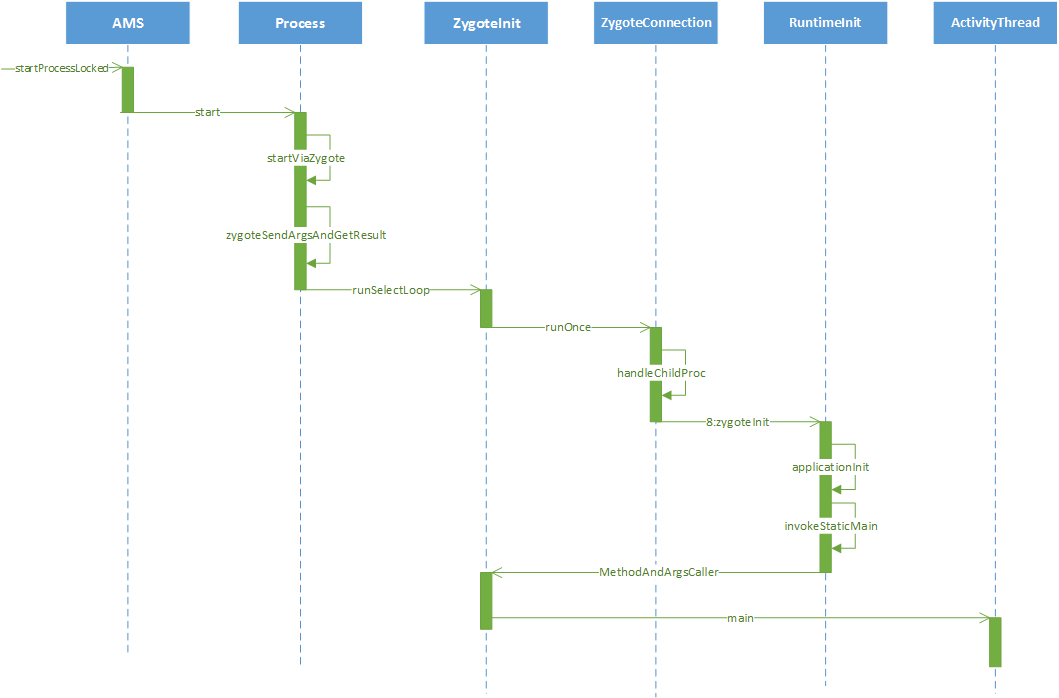 AMS
Process
ZygoteInit
ZygoteConnection
RuntimeInit
ActivityThread
startProcessLocked
start
startViaZygote
zygoteSendArgsAndGetResult
runSelectLoop
runOnce
handleChildProc
8:zygoteInit
applicationInit
invokeStaticMain
MethodAndArgsCaller
main